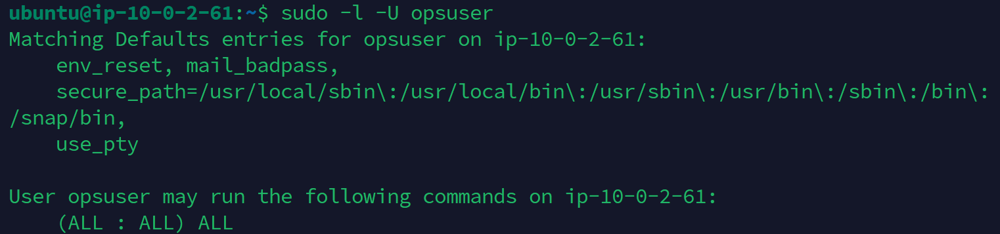 ubuntu@ip-10-0-2-61:~$ sudo -l -U opsuser
Matching Defaults entries for opsuser on ip-10-0-2-61:
    env_reset, mail_badpass,
    secure_path=/usr/local/sbin\:/usr/local/bin\:/usr/sbin\:/usr/bin\:/sbin\:/bin\:
/snap/bin,
    use_pty

User opsuser may run the following commands on ip-10-0-2-61:
    (ALL : ALL) ALL